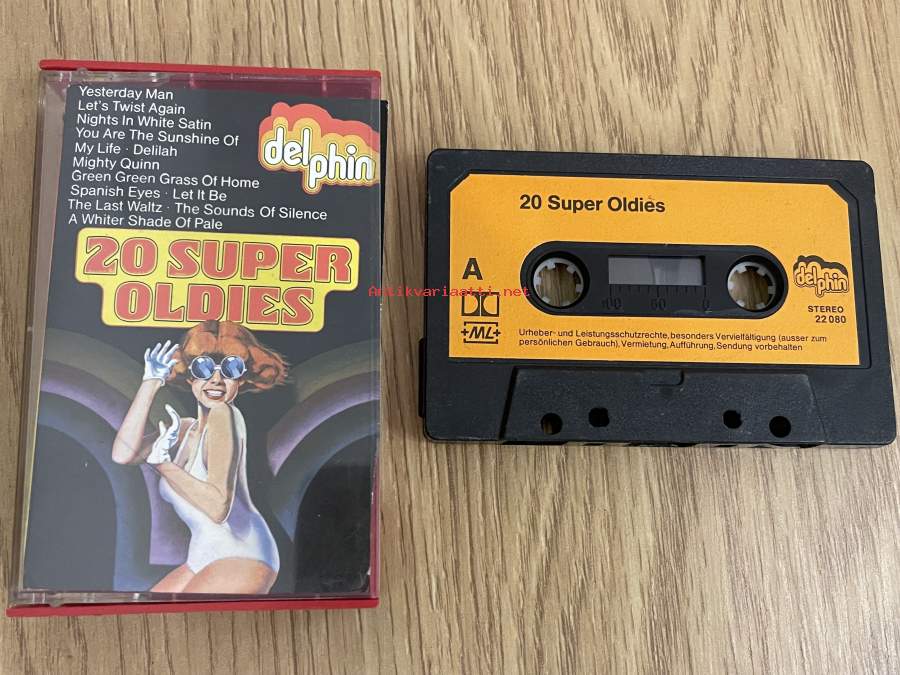 Yesterday Man
Let's Twist Again
Nights In White Satin
You Are The Sunshine Of
My Life · Delilah
Mighty Quinn
Green Green Grass Of Home
Spanish Eyes · Let It Be
The Last Waltz · The Sounds Of Silence
A Whiter Shade Of Pale
delphin
20 SUPER
OLDIES
Antikvariaatti.net
20 Super Oldies
A
100 50 0
delphin
STEREO
22 080
+ML+
Urheber- und Leistungsschutzrechte, besonders Vervielfältigung (ausser zum
persönlichen Gebrauch), Vermietung, Aufführung, Sendung vorbehalten